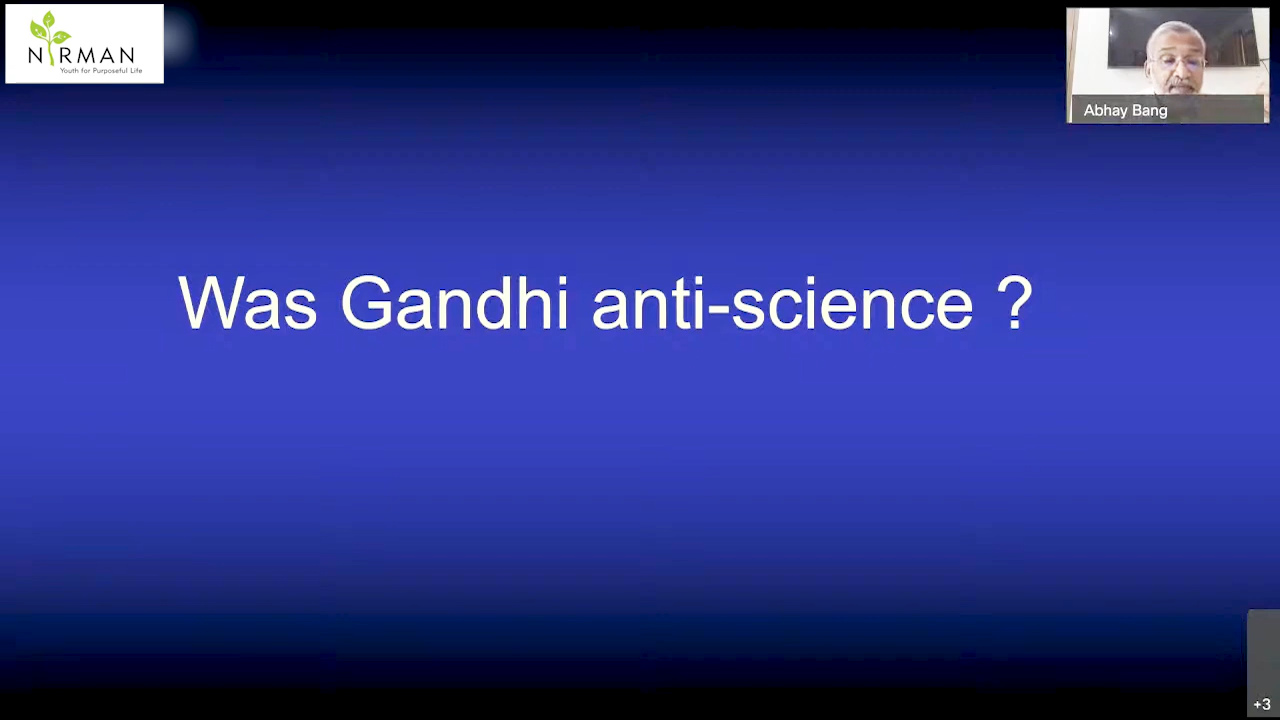 NIRMAN
Youth for Purposeful Life
Abhay Bang
Was Gandhi anti-science ?
+3